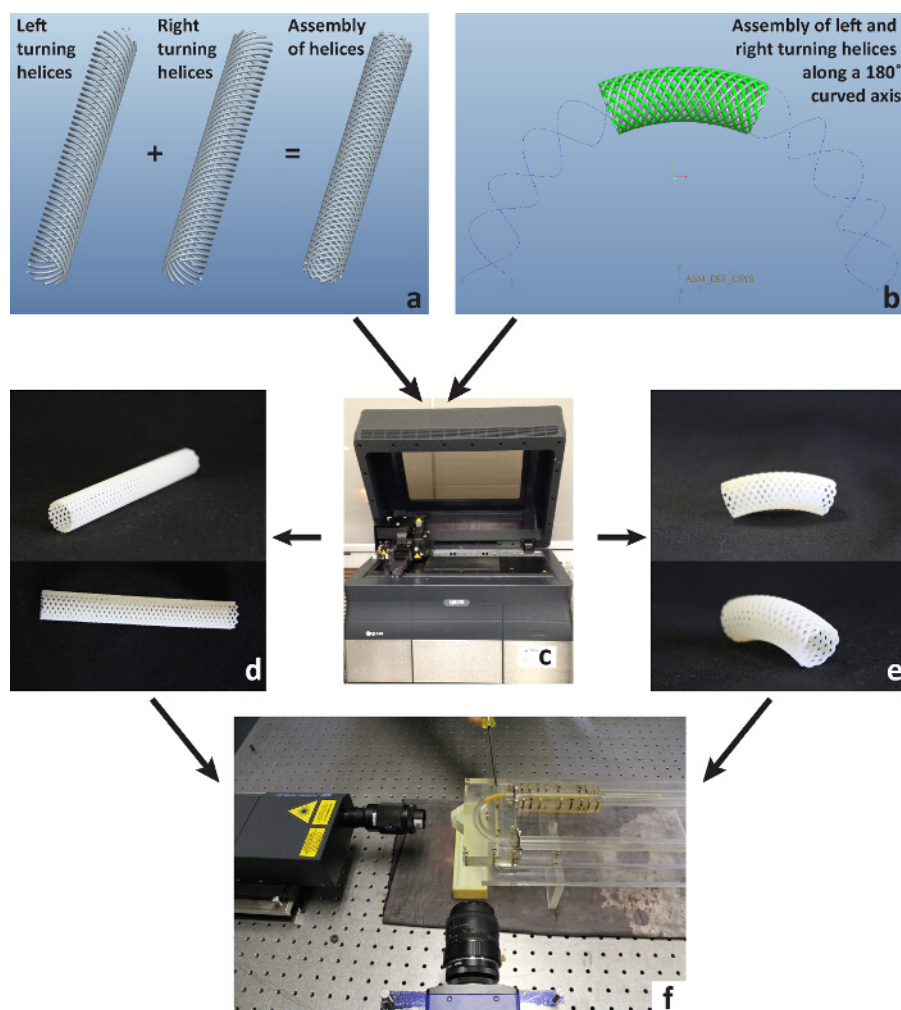 Left
turning
helices
Right
turning
helices
Assembly
of helices
+
=
a
Assembly of left and
right turning helices
along a 180°
curved axis
ASM_DEF_CSYS
Y
Z
b
c
d
e
f